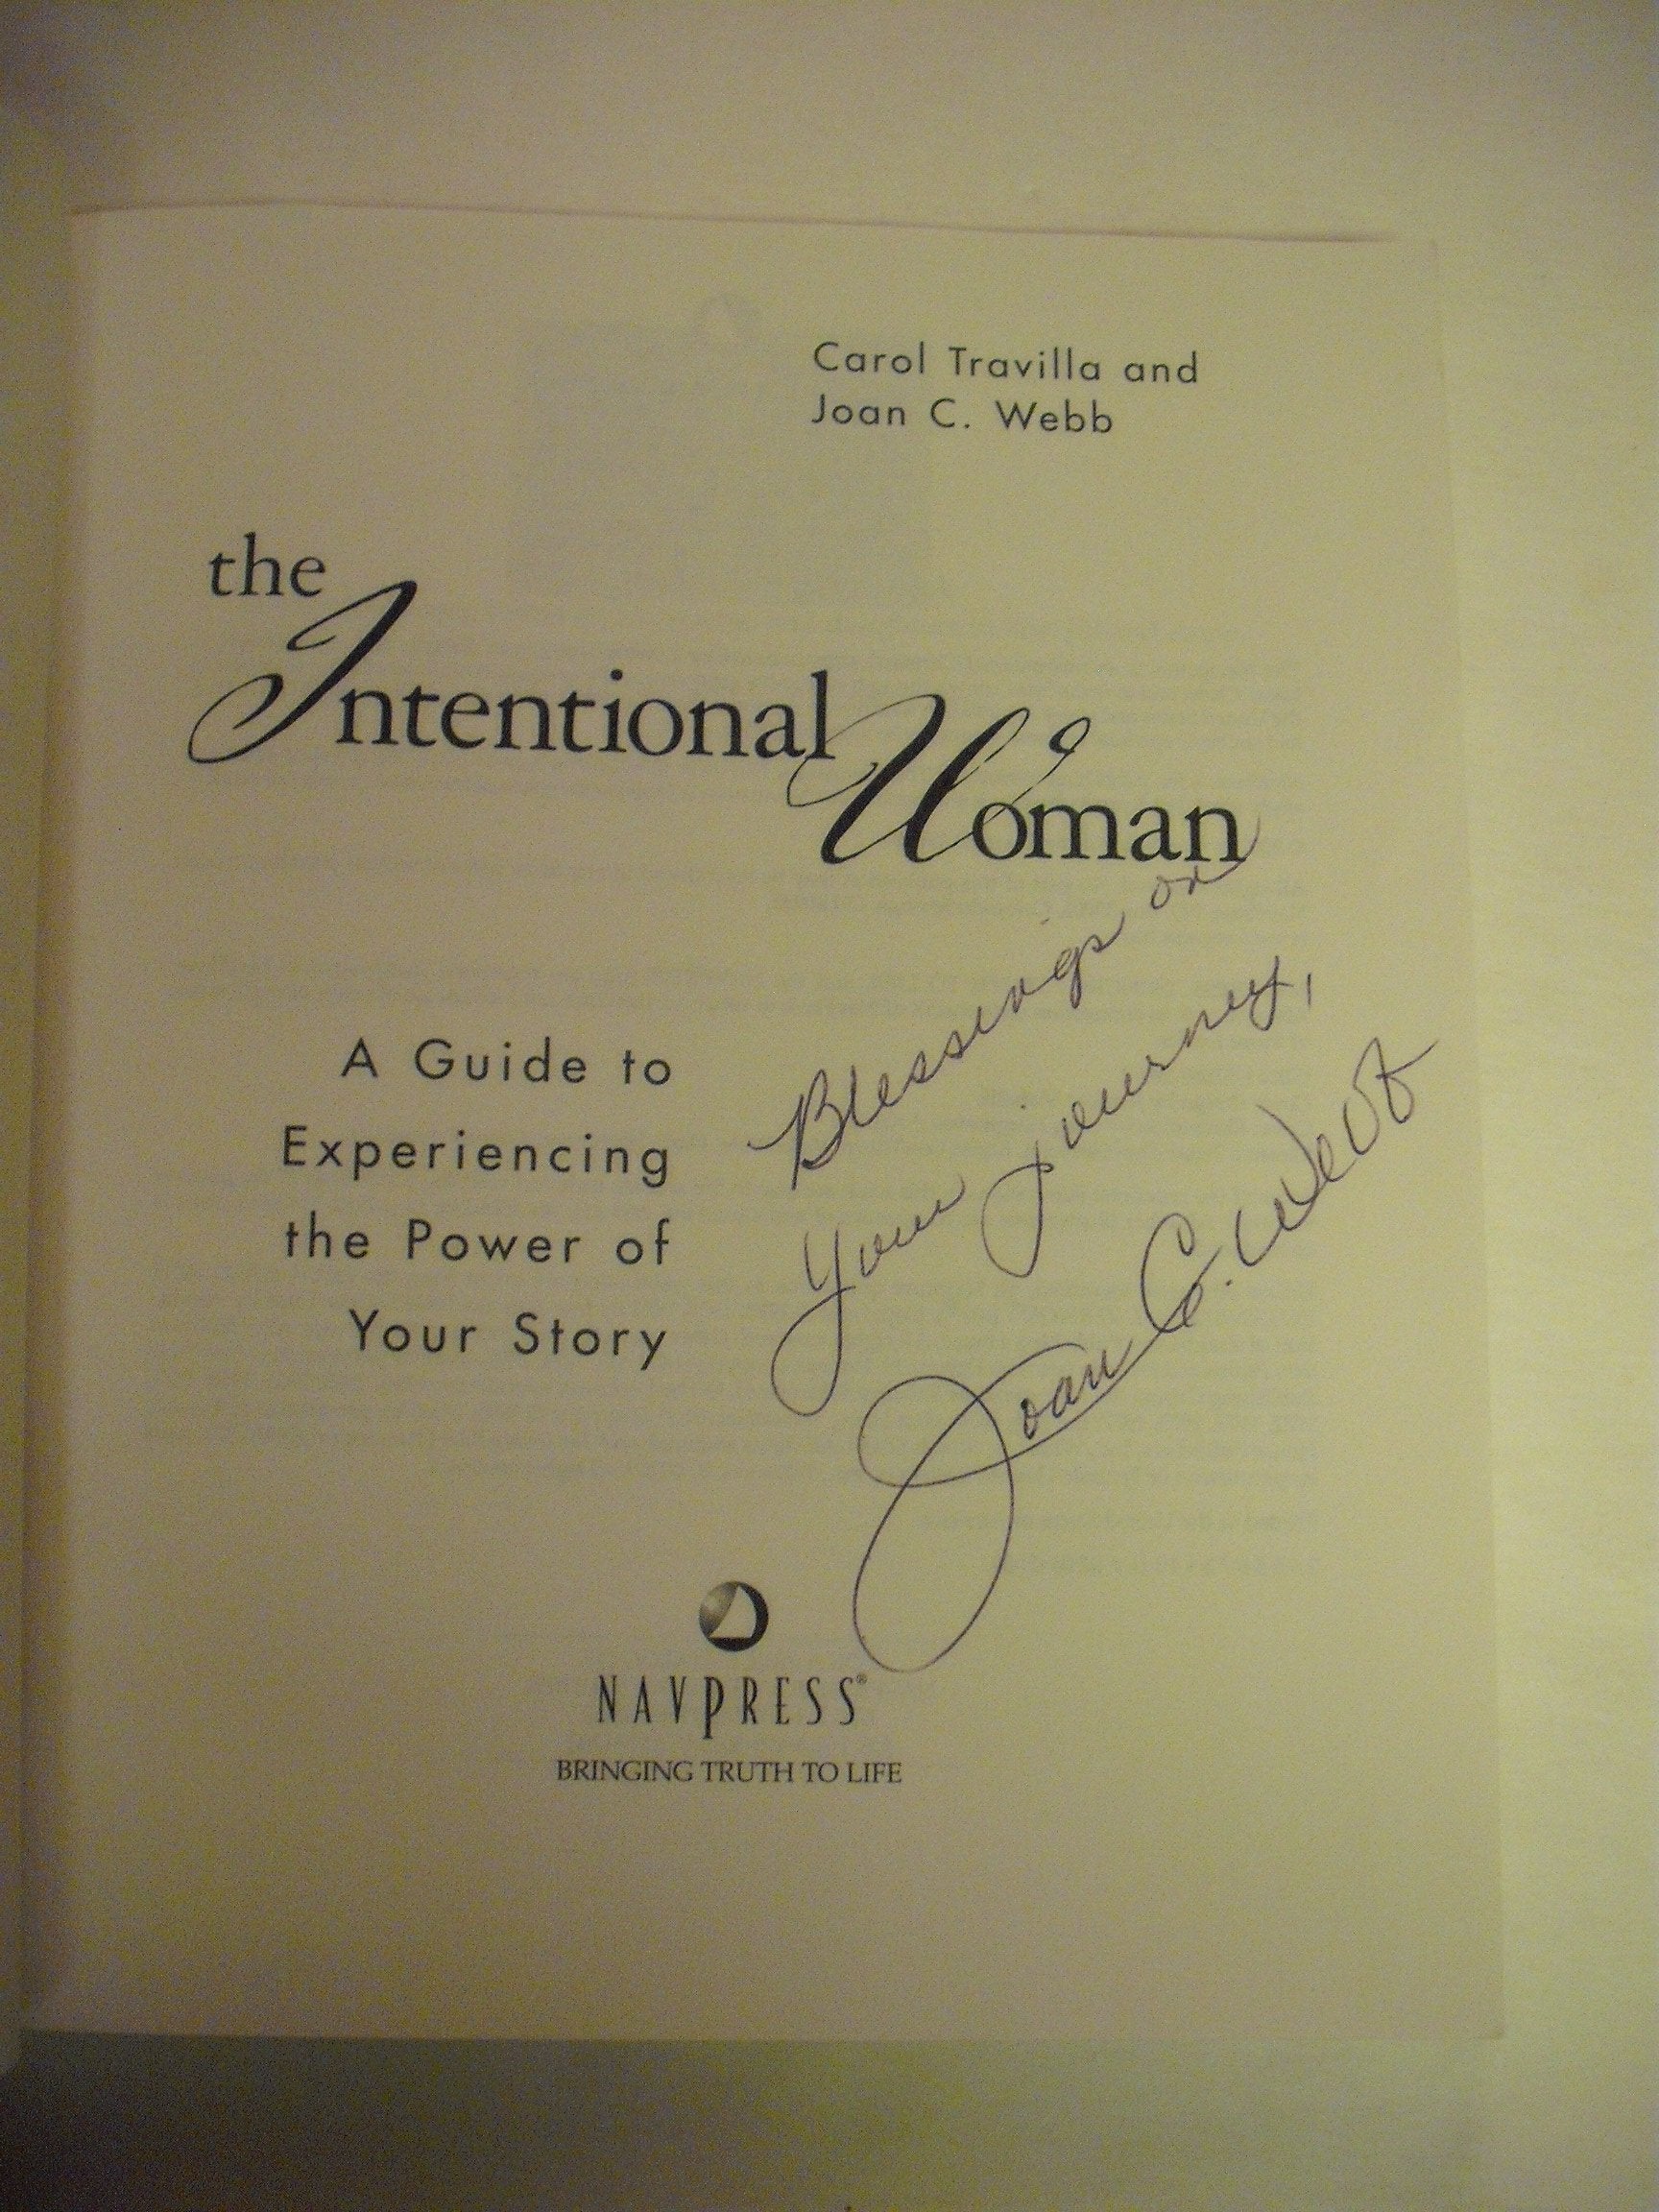 Carol Travilla and
Joan C. Webb
the
Intentional
Woman
A Guide to
Experiencing
the Power of
Your Story
Blessings on
your journey,
Joan C. Webb
NAVPRESS®
BRINGING TRUTH TO LIFE